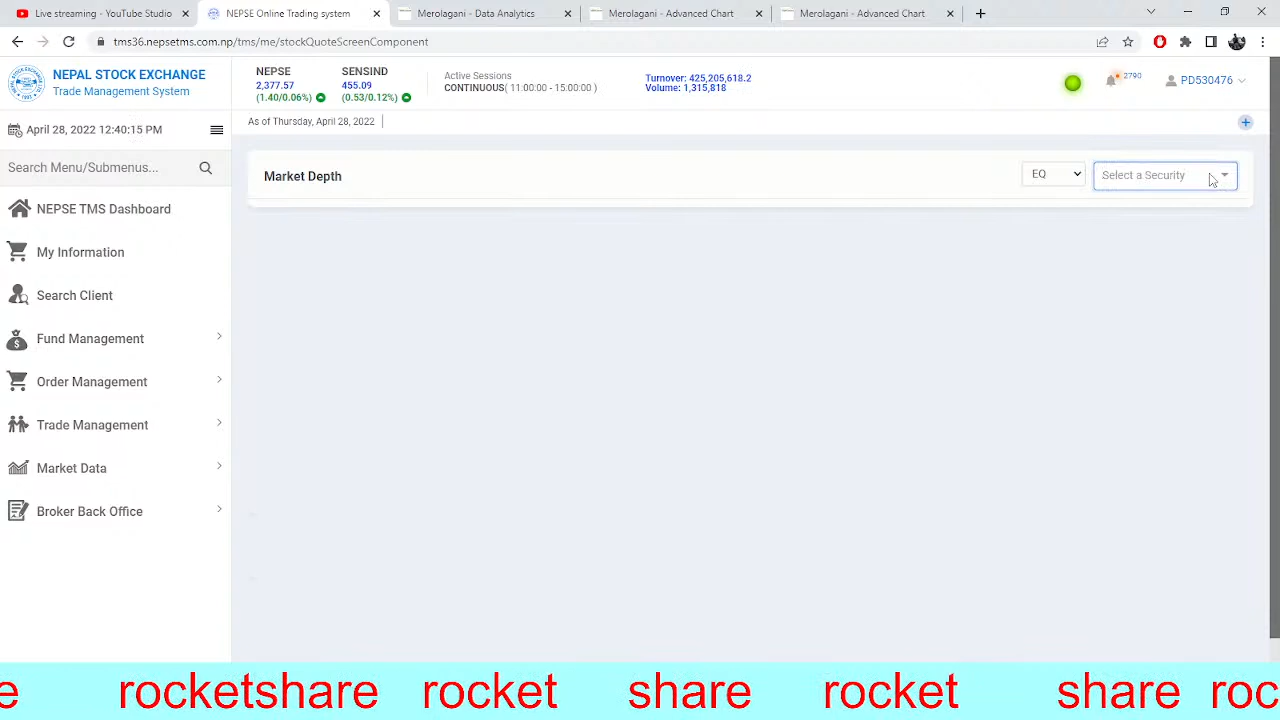 Live streaming - YouTube Studio
NEPSE Online Trading system
Merolagani - Data Analytics
Merolagani - Advanced Chart
Merolagani - Advanced Chart
tms36.nepsetms.com.np/tms/me/stockQuoteScreenComponent
NEPAL STOCK EXCHANGE
Trade Management System
NEPSE
2,377.57
(1.40/0.06%)
SENSIND
455.09
(0.53/0.12%)
Active Sessions
CONTINUOUS( 11:00:00 - 15:00:00 )
Turnover: 425,205,618.2
Volume: 1,315,818
2790
PD530476
April 28, 2022 12:40:15 PM
As of Thursday, April 28, 2022
Search Menu/Submenus...
Market Depth
EQ
Select a Security
NEPSE TMS Dashboard
My Information
Search Client
Fund Management
Order Management
Trade Management
Market Data
Broker Back Office
e rocketshare rocket share rocket share roc